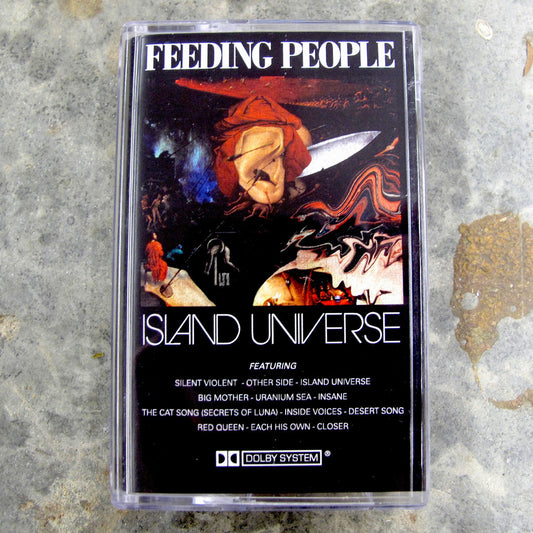 FEEDING PEOPLE
ISLAND UNIVERSE
FEATURING
SILENT VIOLENT - OTHER SIDE - ISLAND UNIVERSE
BIG MOTHER - URANIUM SEA - INSANE
THE CAT SONG (SECRETS OF LUNA) - INSIDE VOICES - DESERT SONG
RED QUEEN - EACH HIS OWN - CLOSER
DOLBY SYSTEM ®